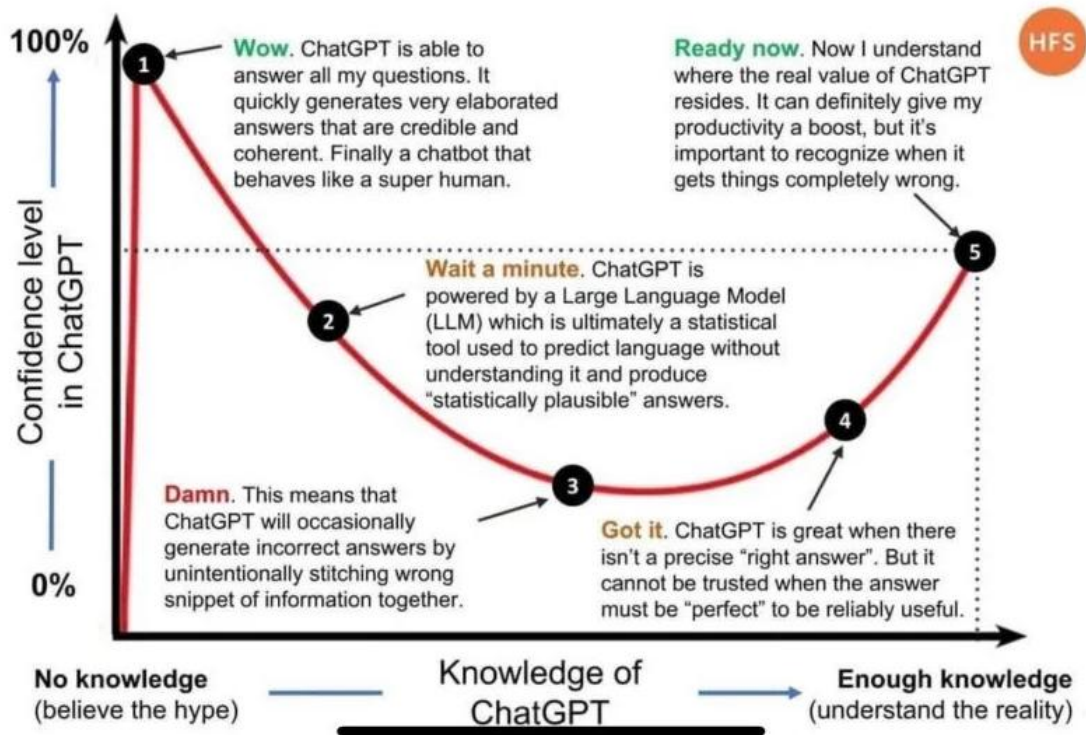 100%
Confidence level
in ChatGPT
0%
1
Wow. ChatGPT is able to
answer all my questions. It
quickly generates very elaborated
answers that are credible and
coherent. Finally a chatbot that
behaves like a super human.
Ready now. Now I understand
where the real value of ChatGPT
resides. It can definitely give my
productivity a boost, but it’s
important to recognize when it
gets things completely wrong.
HFS
5
2
Wait a minute. ChatGPT is
powered by a Large Language Model
(LLM) which is ultimately a statistical
tool used to predict language without
understanding it and produce
“statistically plausible” answers.
4
3
Damn. This means that
ChatGPT will occasionally
generate incorrect answers by
unintentionally stitching wrong
snippet of information together.
Got it. ChatGPT is great when there
isn’t a precise “right answer”. But it
cannot be trusted when the answer
must be “perfect” to be reliably useful.
No knowledge
(believe the hype)
Knowledge of
ChatGPT
Enough knowledge
(understand the reality)